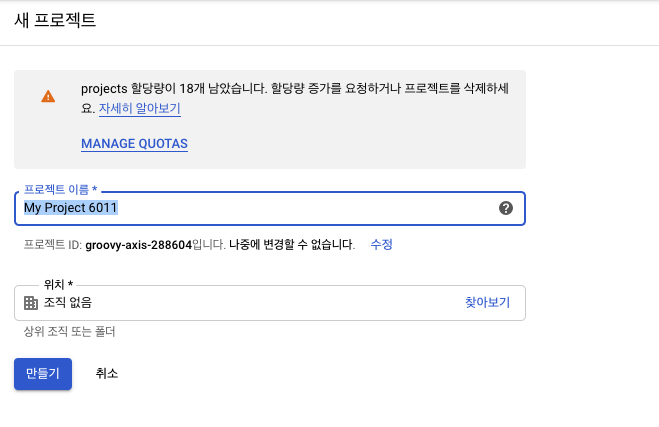 새 프로젝트
projects 할당량이 18개 남았습니다. 할당량 증가를 요청하거나 프로젝트를 삭제하세
요. 자세히 알아보기
MANAGE QUOTAS
프로젝트 이름 *
My Project 6011
프로젝트 ID: groovy-axis-288604입니다. 나중에 변경할 수 없습니다. 수정
위치 *
조직 없음 찾아보기
상위 조직 또는 폴더
만들기 취소